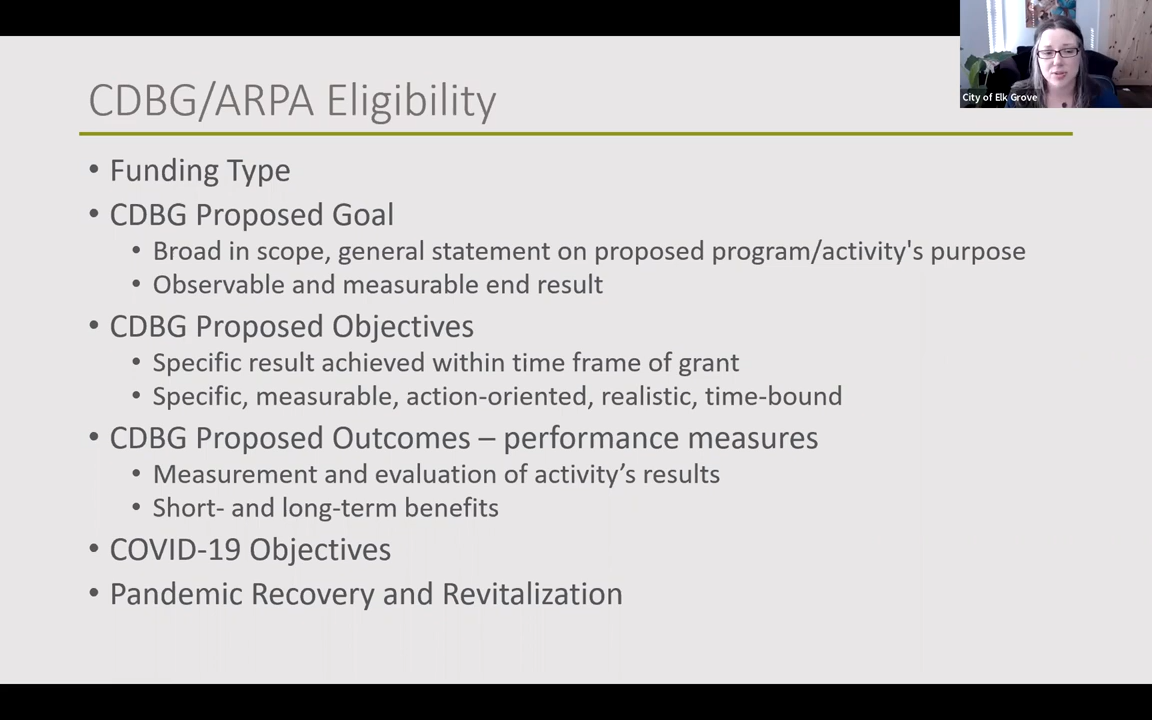 CDBG/ARPA Eligibility
City of Elk Grove
• Funding Type
• CDBG Proposed Goal
• Broad in scope, general statement on proposed program/activity's purpose
• Observable and measurable end result
• CDBG Proposed Objectives
• Specific result achieved within time frame of grant
• Specific, measurable, action-oriented, realistic, time-bound
• CDBG Proposed Outcomes – performance measures
• Measurement and evaluation of activity’s results
• Short- and long-term benefits
• COVID-19 Objectives
• Pandemic Recovery and Revitalization